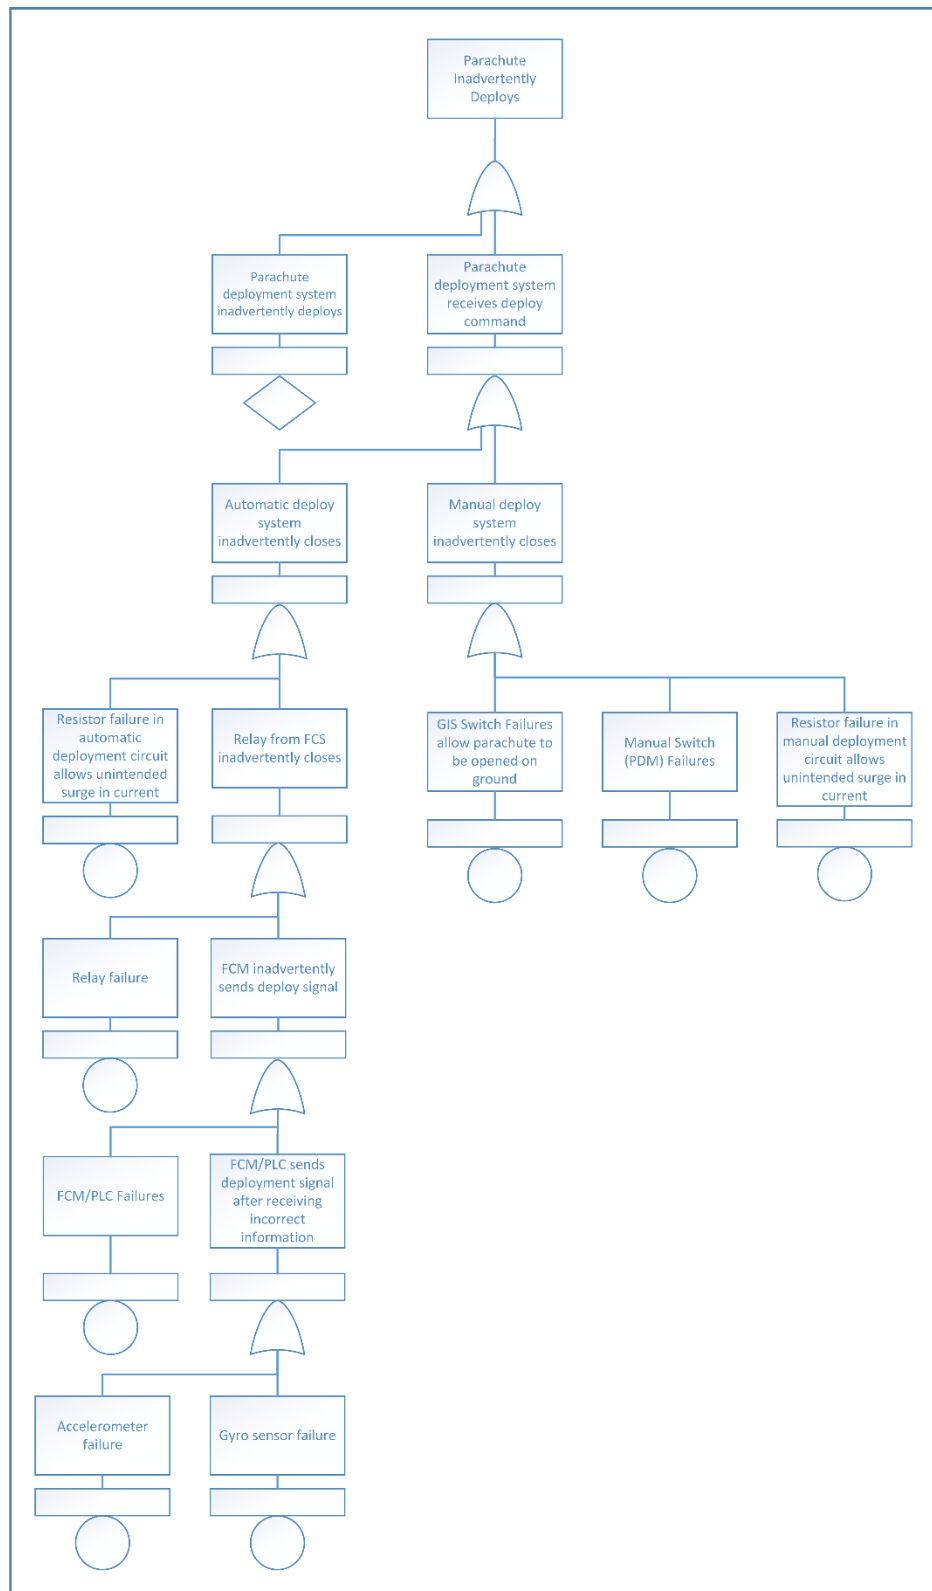 Parachute
Inadvertently
Deploys
Parachute
deployment system
inadvertently deploys
Parachute
deployment system
receives deploy
command
Automatic deploy
system
inadvertently closes
Manual deploy
system
inadvertently closes
Resistor failure in
automatic
deployment circuit
allows unintended
surge in current
Relay from FCS
inadvertently closes
GIS Switch Failures
allow parachute to
be opened on
ground
Manual Switch
(PDM) Failures
Resistor failure in
manual deployment
circuit allows
unintended surge in
current
Relay failure
FCM inadvertently
sends deploy signal
FCM/PLC Failures
FCM/PLC sends
deployment signal
after receiving
incorrect
information
Accelerometer
failure
Gyro sensor failure